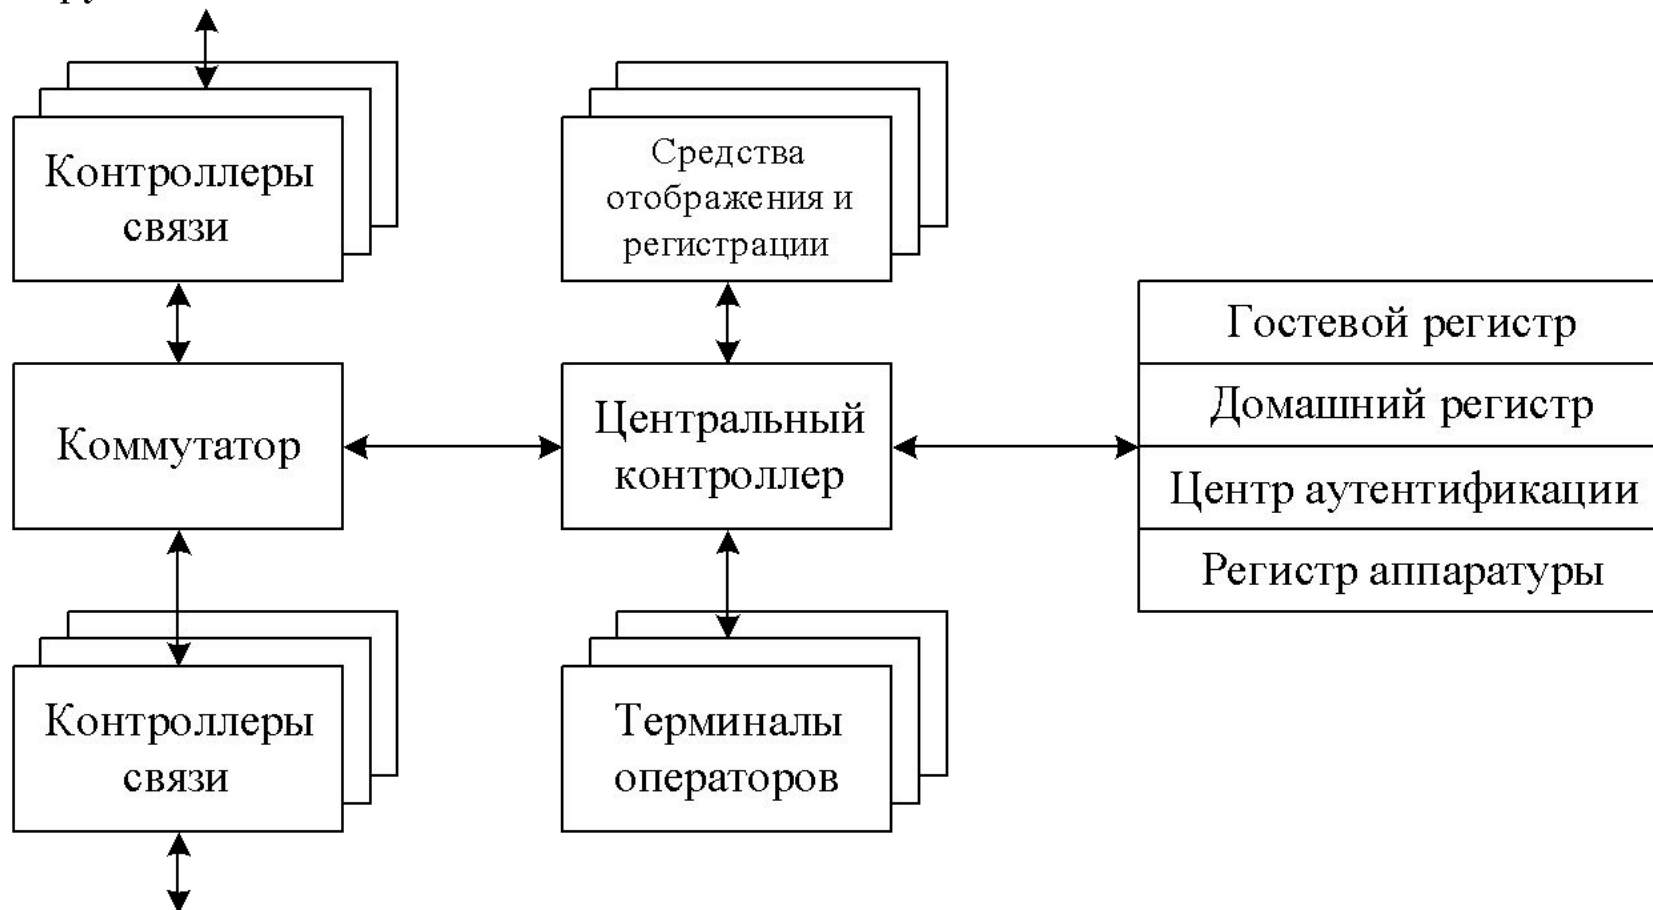 Контроллеры
связи
Средства
отображения и
регистрации
Гостевой регистр
Домашний регистр
Центр аутентификации
Регистр аппаратуры
Коммутатор
Центральный
контроллер
Контроллеры
связи
Терминалы
операторов